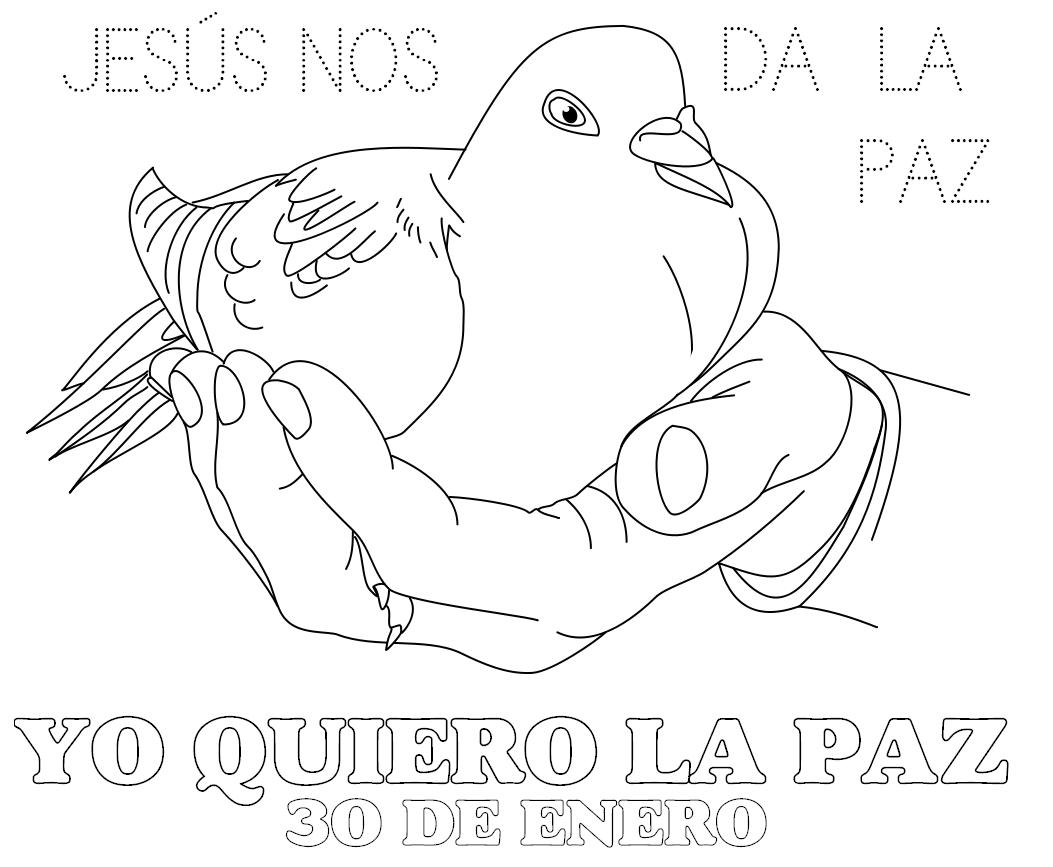 JESÚS NOS DA LA
PAZ
YO QUIERO LA PAZ
30 DE ENERO